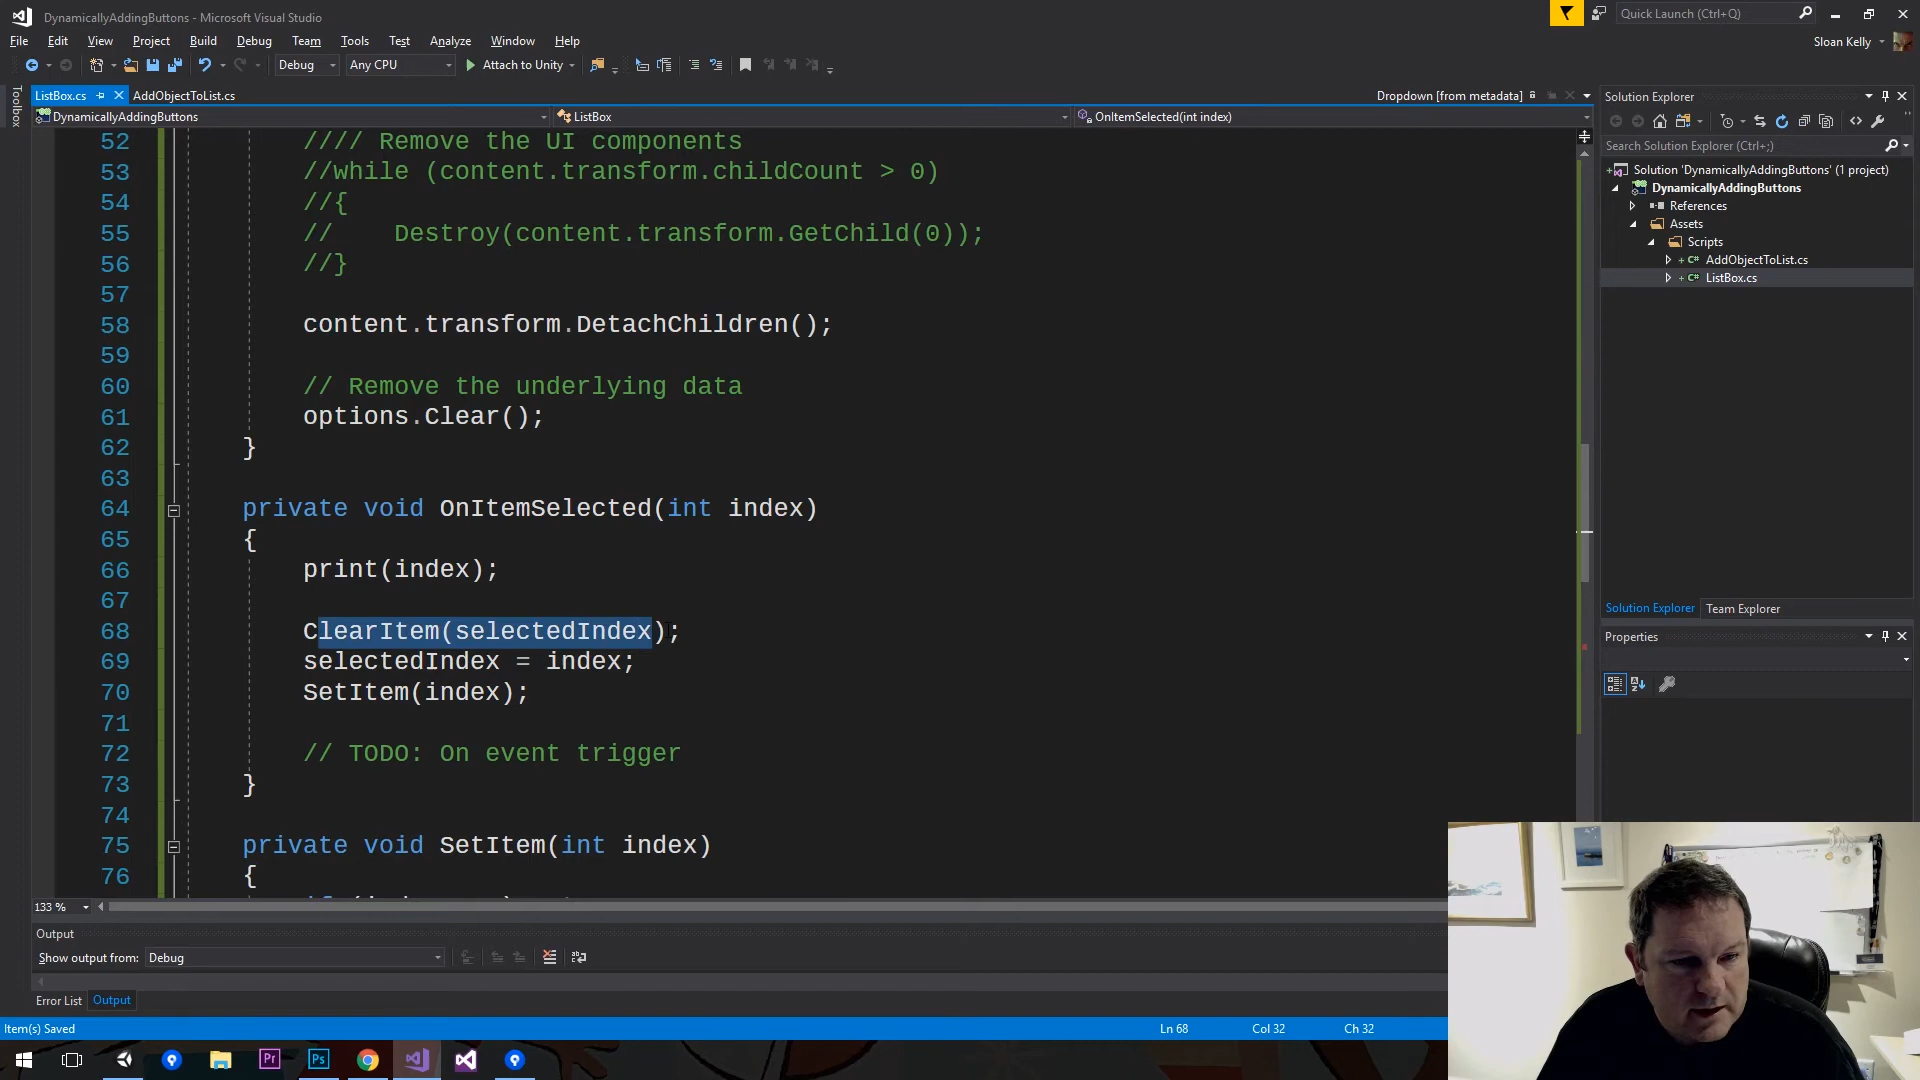 DynamicallyAddingButtons - Microsoft Visual Studio
Quick Launch (Ctrl+Q)
File Edit View Project Build Debug Team Tools Test Analyze Window Help
Sloan Kelly
Debug Any CPU Attach to Unity
Toolbox
ListBox.cs AddObjectToList.cs Dropdown [from metadata]
DynamicallyAddingButtons ListBox OnItemSelected(int index)
52 //// Remove the UI components
53 //while (content.transform.childCount > 0)
54 //{
55 //    Destroy(content.transform.GetChild(0));
56 //}
57
58 content.transform.DetachChildren();
59
60 // Remove the underlying data
61 options.Clear();
62 }
63
64 private void OnItemSelected(int index)
65 {
66 print(index);
67
68 ClearItem(selectedIndex);
69 selectedIndex = index;
70 SetItem(index);
71
72 // TODO: On event trigger
73 }
74
75 private void SetItem(int index)
76 {
133 %
Output
Show output from: Debug
Error List Output
Item(s) Saved Ln 68 Col 32 Ch 32
Solution Explorer
Search Solution Explorer (Ctrl+;)
Solution 'DynamicallyAddingButtons' (1 project)
DynamicallyAddingButtons
References
Assets
Scripts
AddObjectToList.cs
ListBox.cs
Solution Explorer Team Explorer
Properties
Pr Ps